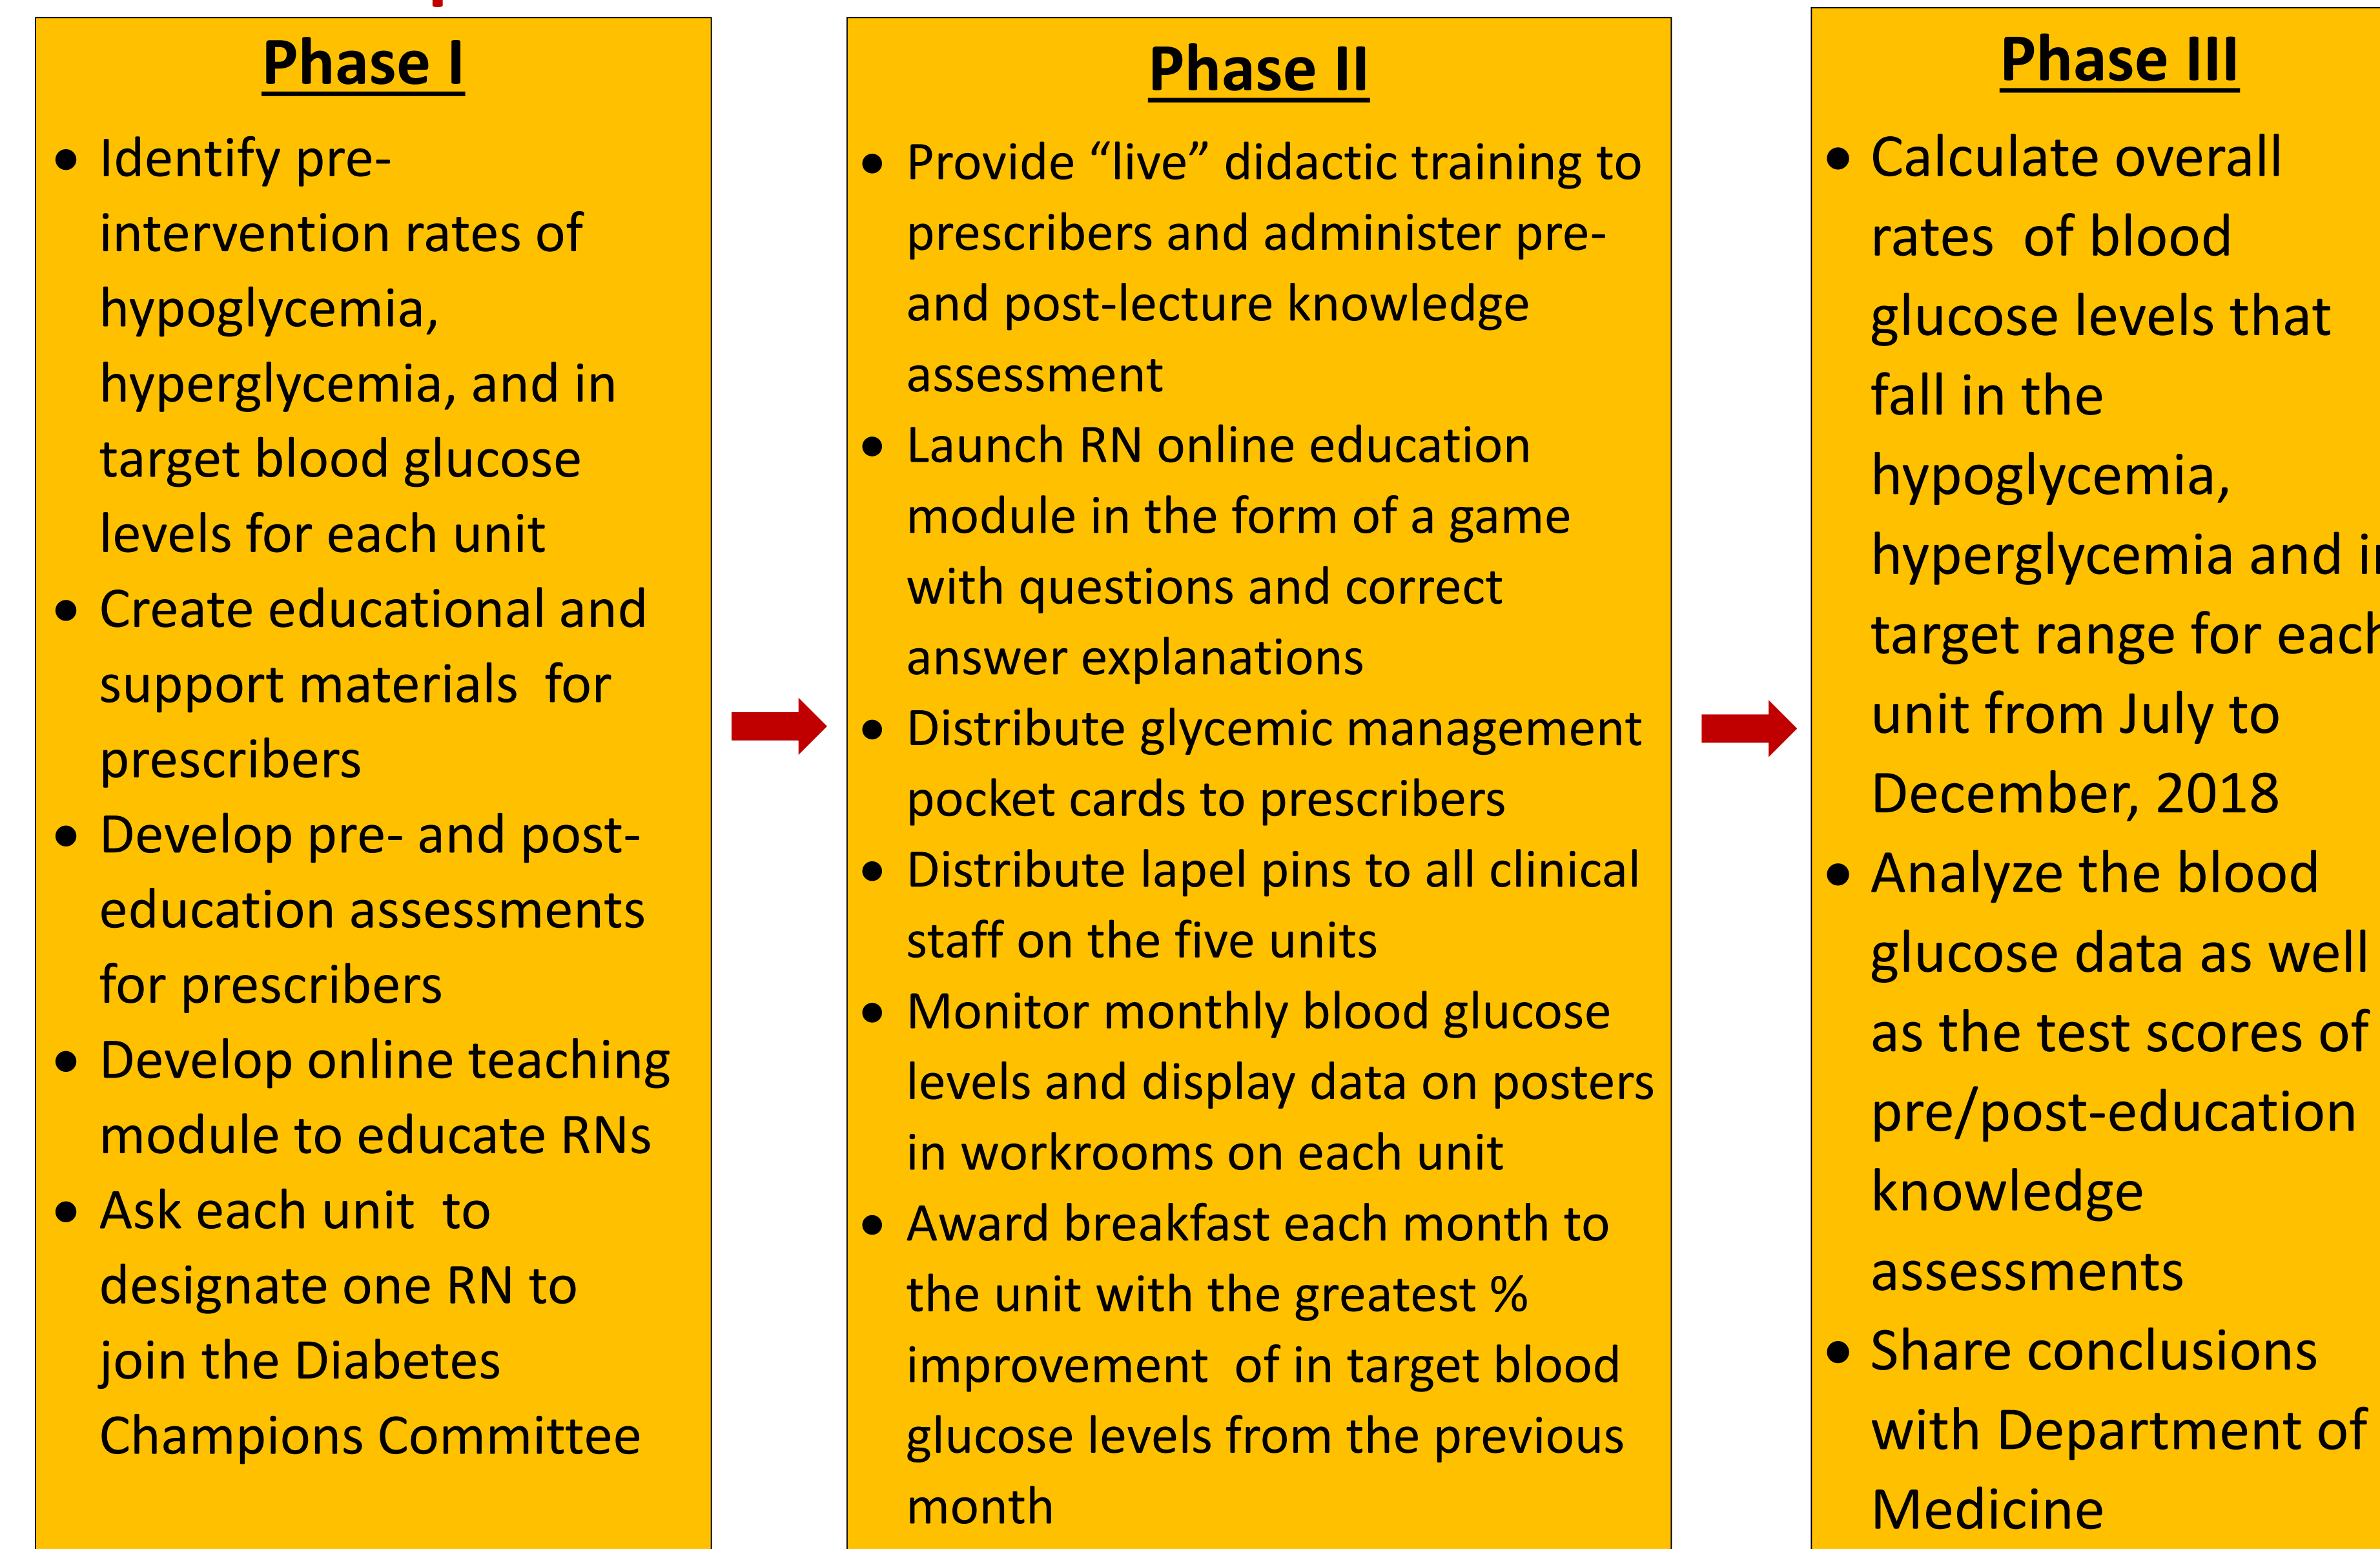 Phase I
• Identify pre-
intervention rates of
hypoglycemia,
hyperglycemia, and in
target blood glucose
levels for each unit
• Create educational and
support materials  for
prescribers
• Develop pre- and post-
education assessments
for prescribers
• Develop online teaching
module to educate RNs
• Ask each unit  to
designate one RN to
join the Diabetes
Champions Committee
Phase II
• Provide “live” didactic training to
prescribers and administer pre-
and post-lecture knowledge
assessment
• Launch RN online education
module in the form of a game
with questions and correct
answer explanations
• Distribute glycemic management
pocket cards to prescribers
• Distribute lapel pins to all clinical
staff on the five units
• Monitor monthly blood glucose
levels and display data on posters
in workrooms on each unit
• Award breakfast each month to
the unit with the greatest %
improvement  of in target blood
glucose levels from the previous
month
Phase III
• Calculate overall
rates  of blood
glucose levels that
fall in the
hypoglycemia,
hyperglycemia and in
target range for each
unit from July to
December, 2018
• Analyze the blood
glucose data as well
as the test scores of
pre/post-education
knowledge
assessments
• Share conclusions
with Department of
Medicine